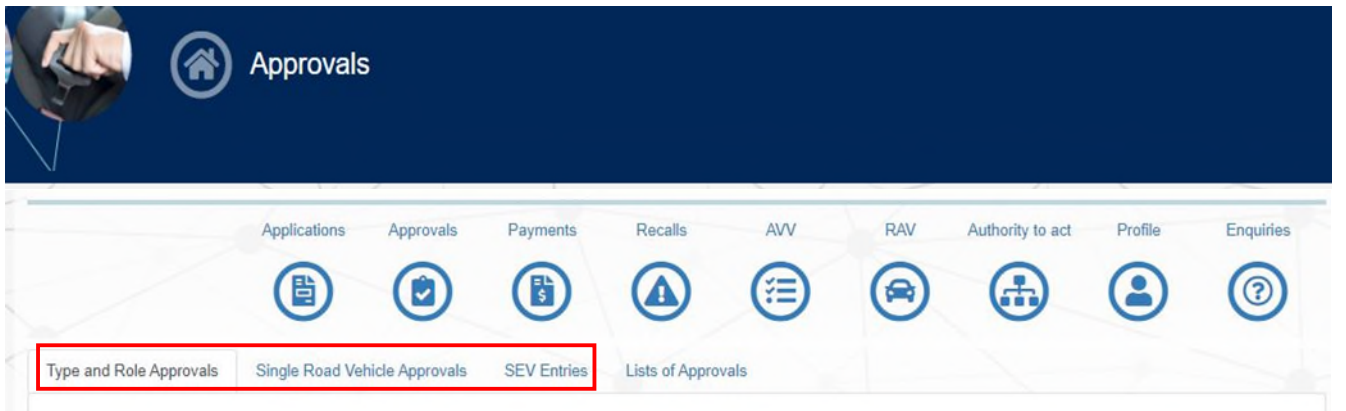 Approvals
Applications Approvals Payments Recalls AVV RAV Authority to act Profile Enquiries
Type and Role Approvals Single Road Vehicle Approvals SEV Entries Lists of Approvals